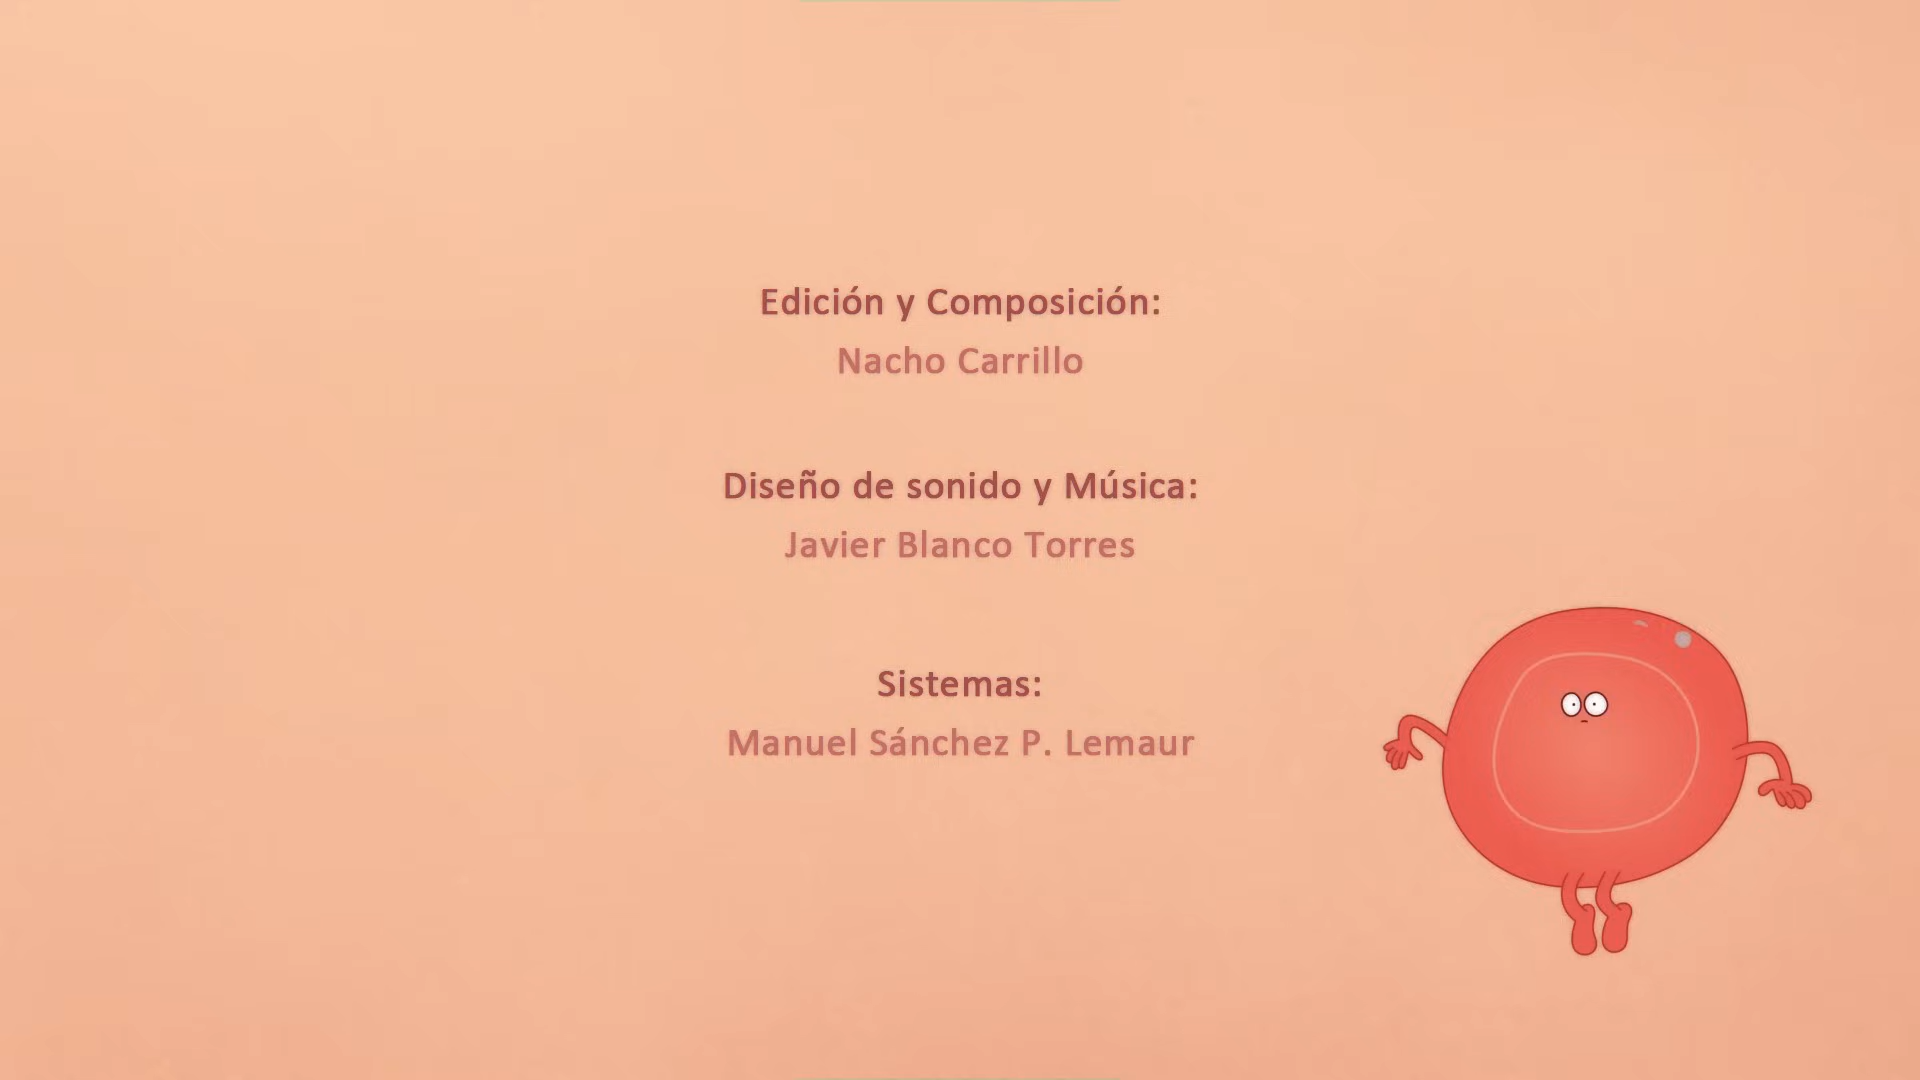 Edición y Composición:
Nacho Carrillo
Diseño de sonido y Música:
Javier Blanco Torres
Sistemas:
Manuel Sánchez P. Lemaur